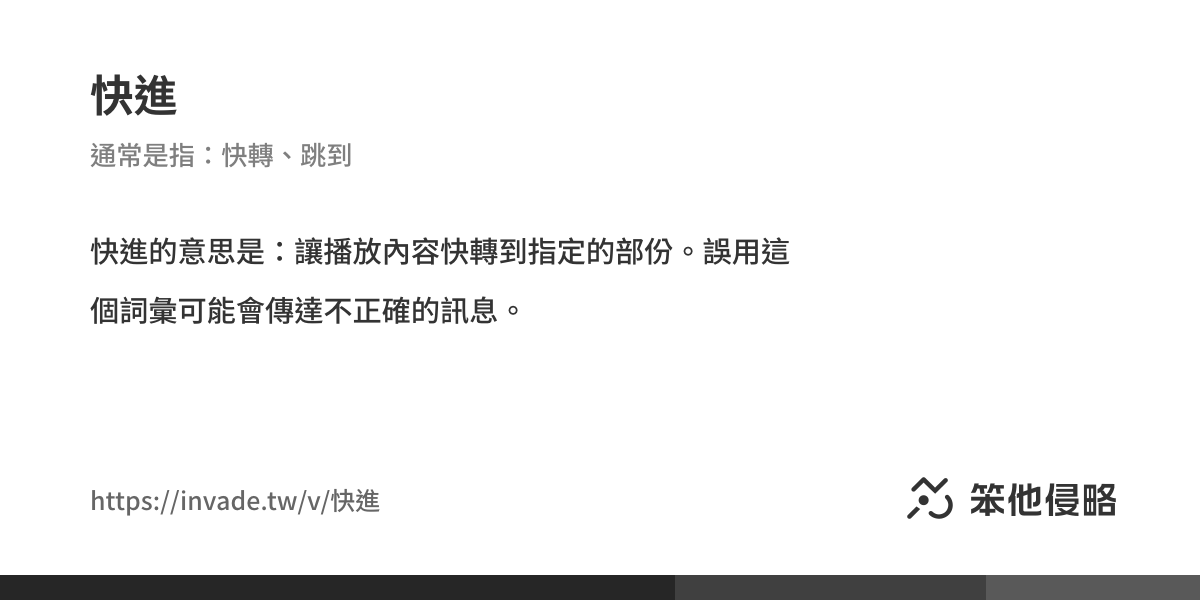 快進
通常是指：快轉、跳到
快進的意思是：讓播放內容快轉到指定的部份。誤用這
個詞彙可能會傳達不正確的訊息。
https://invade.tw/v/快進
笨他侵略